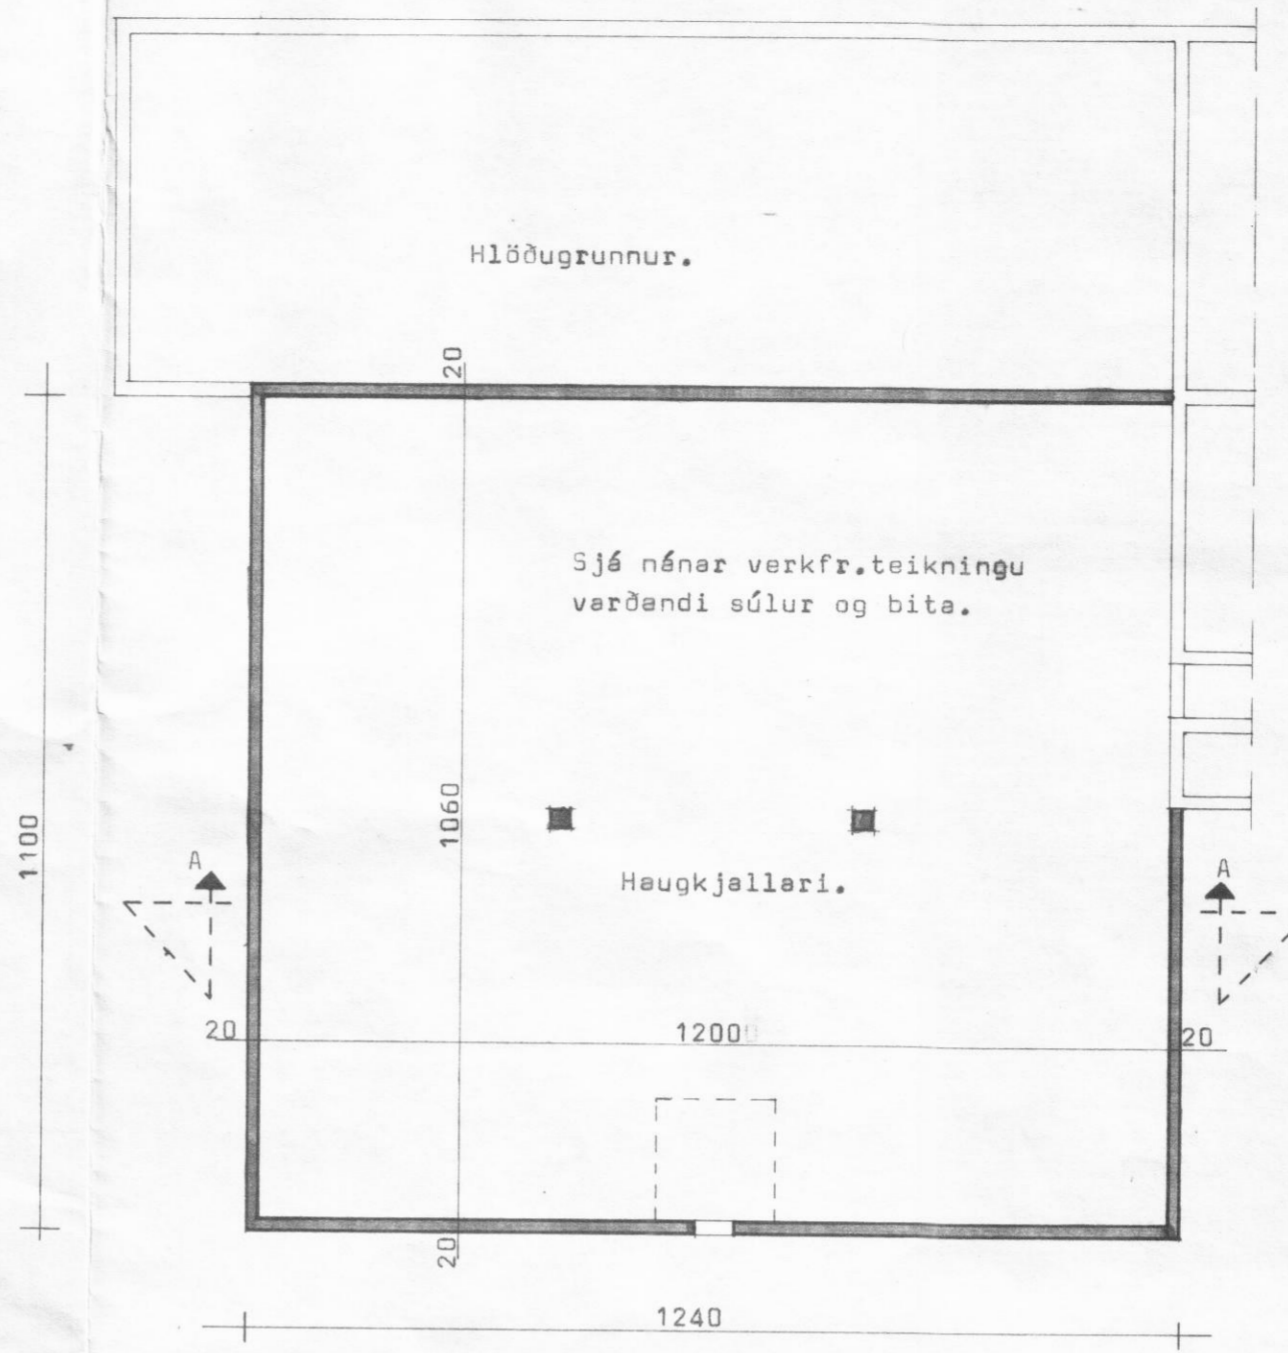 Hlöðugrunnur.
20
Sjá nánar verkfr.teikningu
varðandi súlur og bita.
1060
1100
A
A
Haugkjallari.
20
1200
20
20
1240